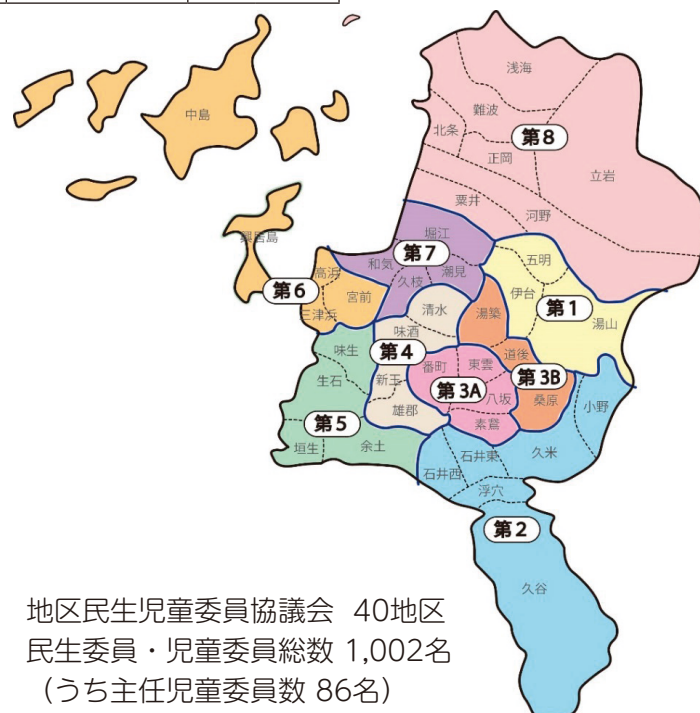 浅海
中島
難波
北条
第8
正岡
立岩
粟井
河野
堀江
興居島
第7
五明
和気
潮見
高浜
久枝
伊台
第6
宮前
清水
第1
三津浜
湯築
湯山
味酒
味生
第4
道後
番町
東雲
生石
新玉
第3B
第3A
八坂
桑原
小野
雄郡
第5
素鵞
垣生
余土
石井東
久米
石井西
浮穴
第2
久谷
地区民生児童委員協議会 40地区
民生委員・児童委員総数 1,002名
(うち主任児童委員数 86名)